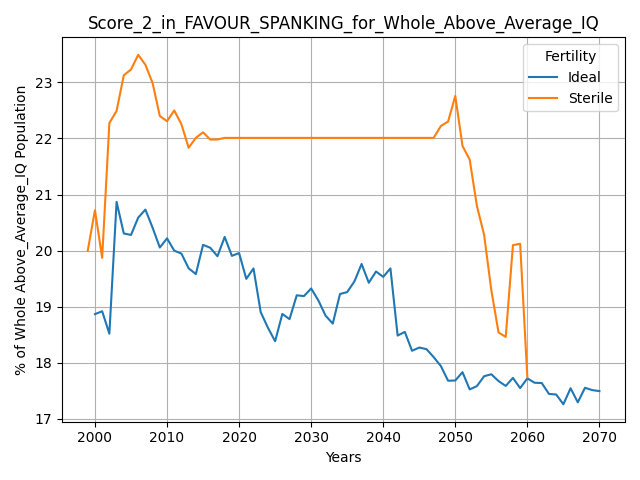 Score_2_in_FAVOUR_SPANKING_for_Whole_Above_Average_IQ
% of Whole Above_Average_IQ Population
23
22
21
20
19
18
17
Fertility
Ideal
Sterile
2000 2010 2020 2030 2040 2050 2060 2070
Years